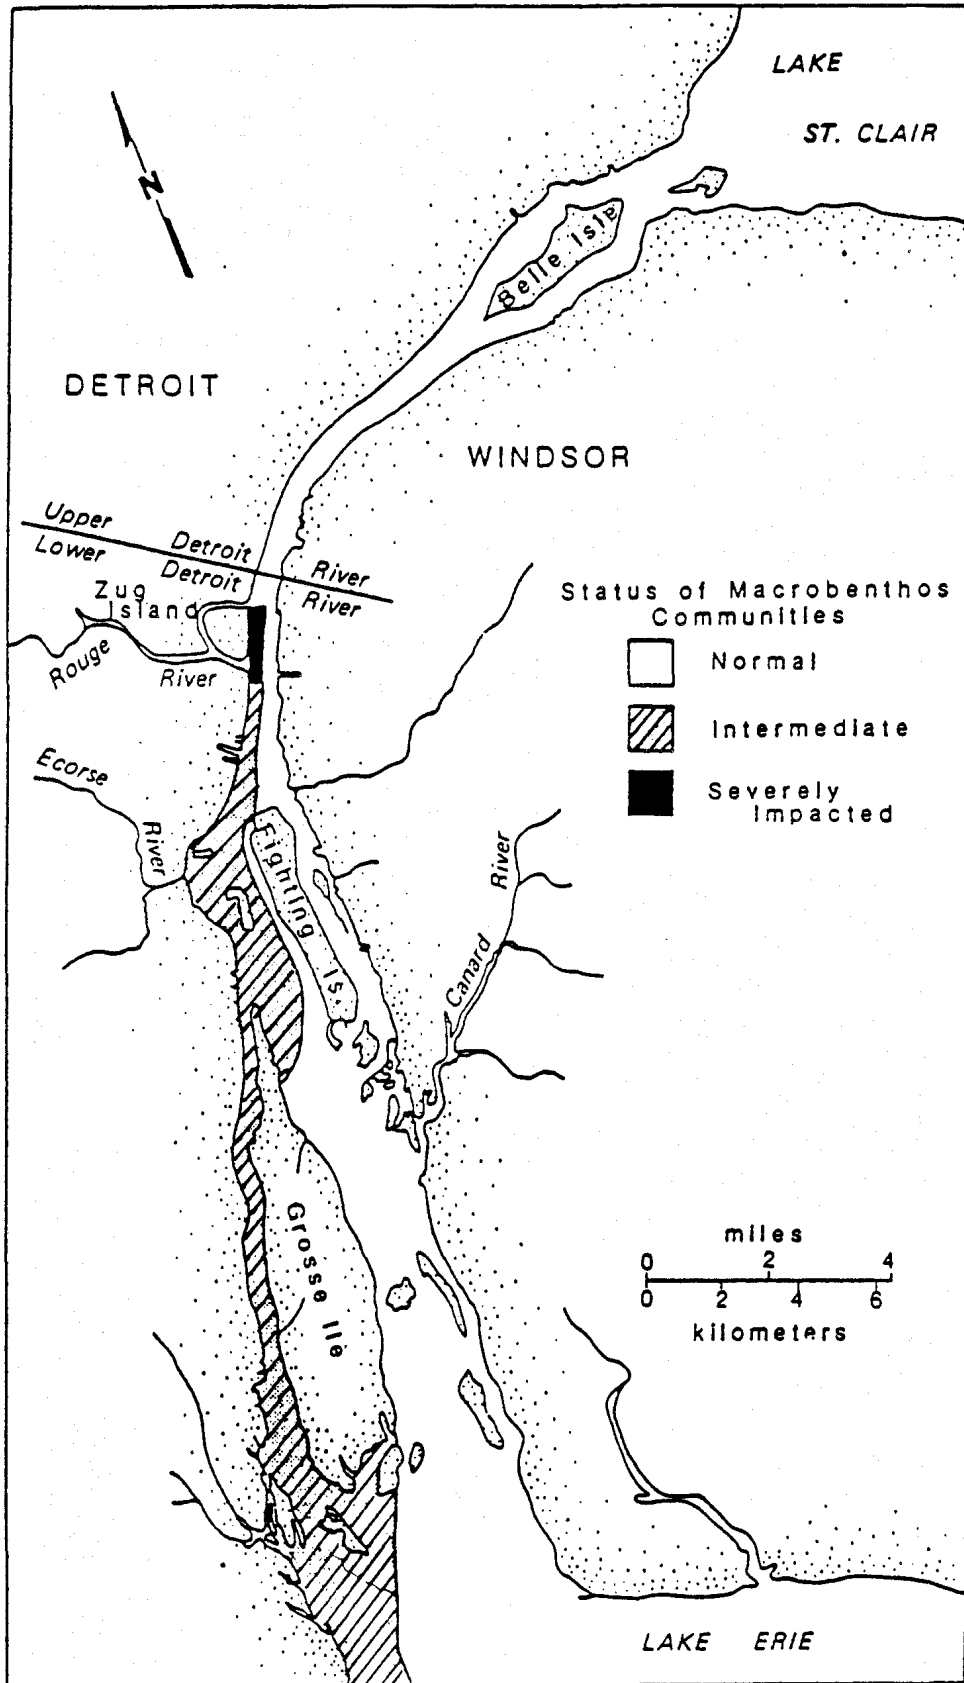 LAKE
ST. CLAIR
N
Belle Isle
DETROIT
WINDSOR
Upper Detroit River
Lower Detroit River
Zug
Island
Rouge
River
Status of Macrobenthos
Communities
Normal
Intermediate
Severely
Impacted
Ecorse
River
Fighting Is.
Canard River
Grosse Ile
miles
0 2 4
0 2 4 6
kilometers
LAKE ERIE